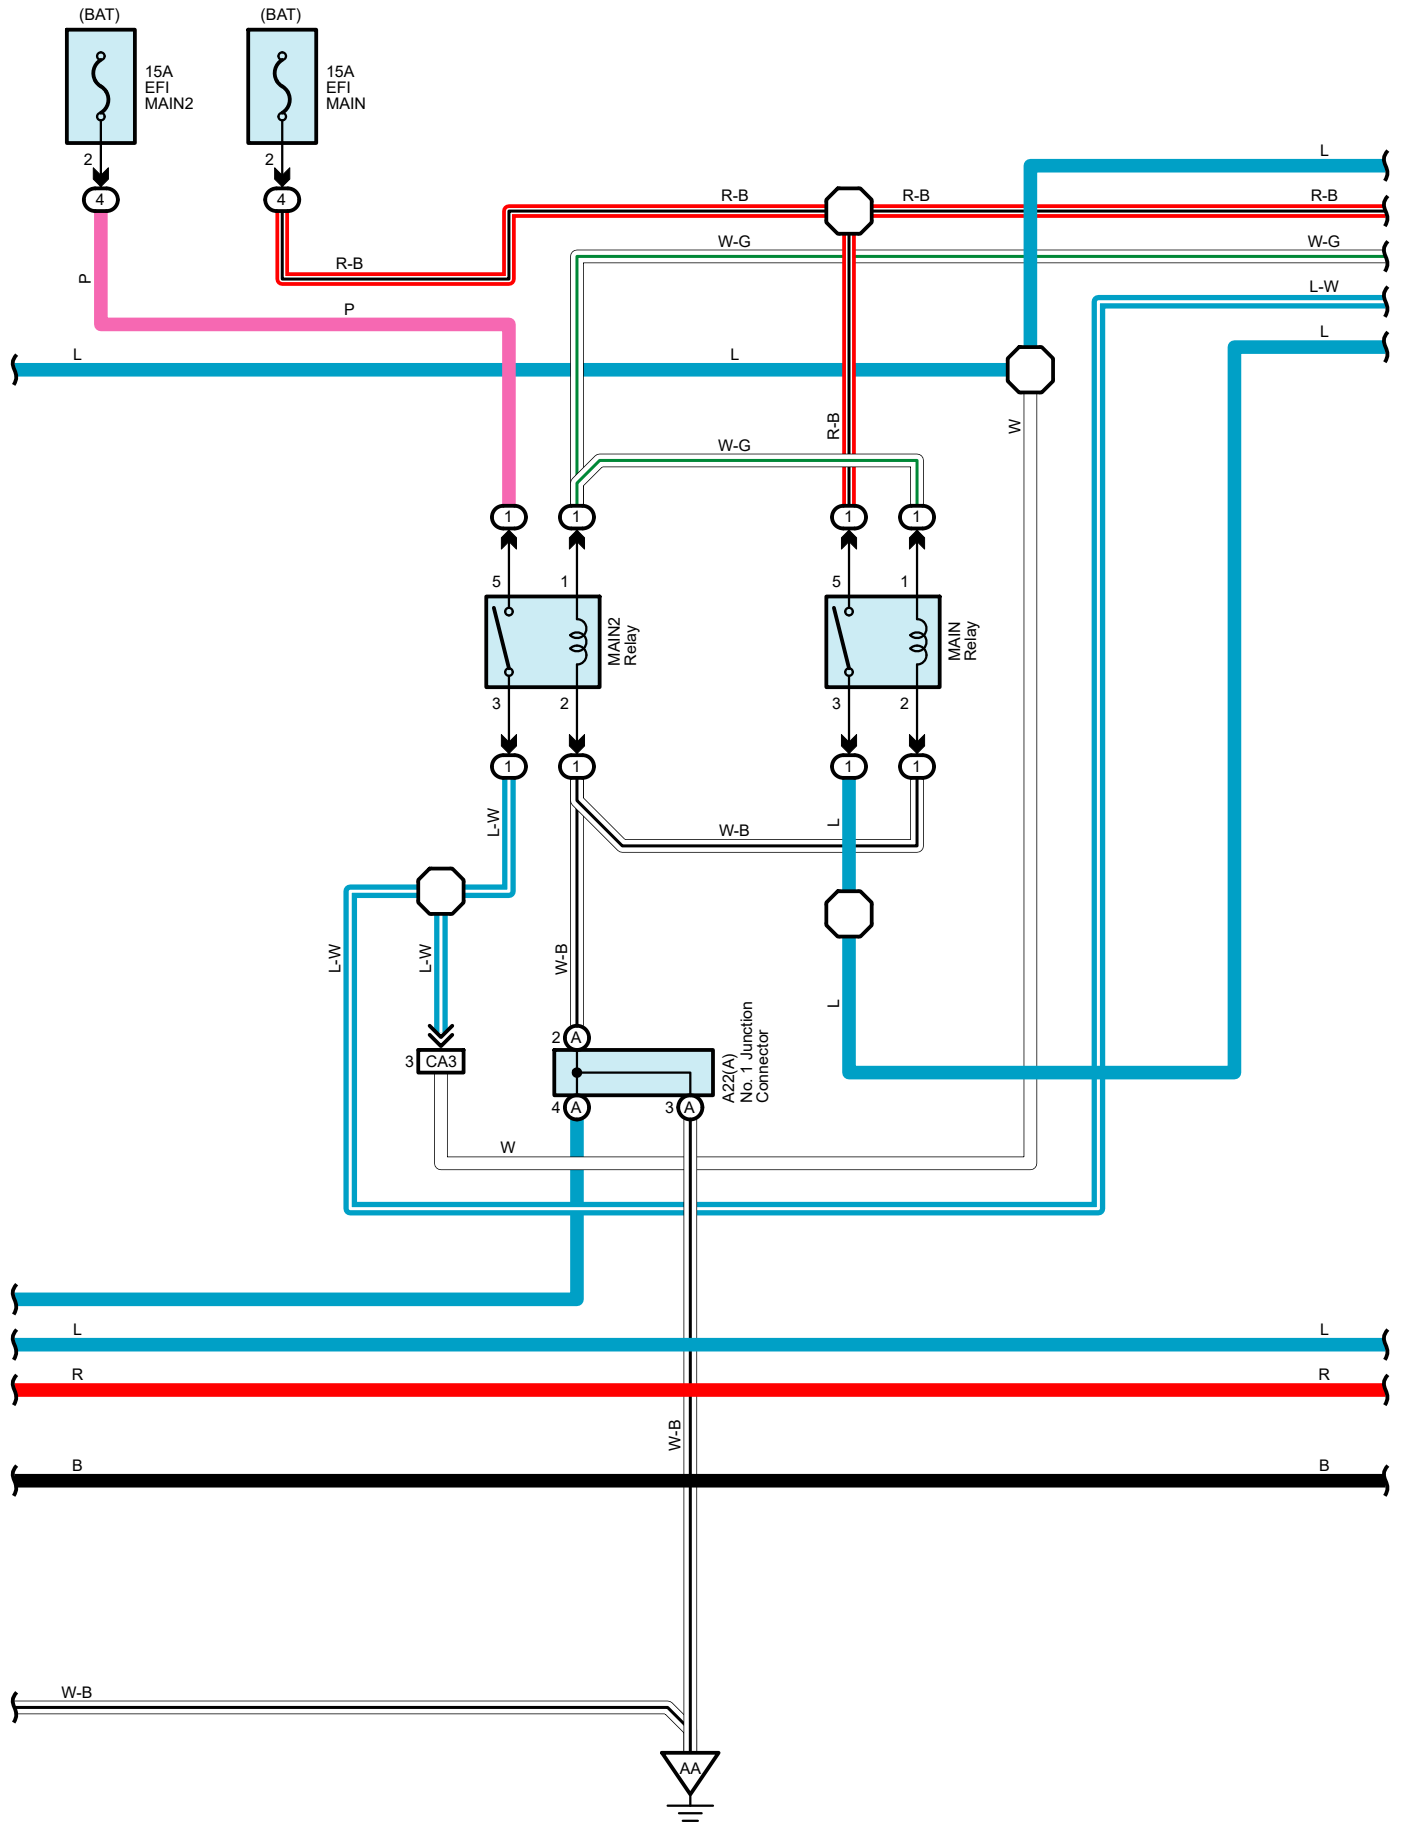 (BAT)
(BAT)
15A
EFI
MAIN2
15A
EFI
MAIN
2
2
4
4
L
R-B
R-B
R-B
W-G
W-G
R-B
P
L-W
P
L
L
L
R-B
W
W-G
1
1
1
1
5
1
5
1
MAIN2
Relay
MAIN
Relay
3
2
3
2
1
1
1
1
L-W
L
W-B
L-W
L-W
W-B
L
2
A
3
CA3
A22(A)
No. 1 Junction
Connector
4
A
3
A
W
L
L
R
R
W-B
B
B
W-B
AA